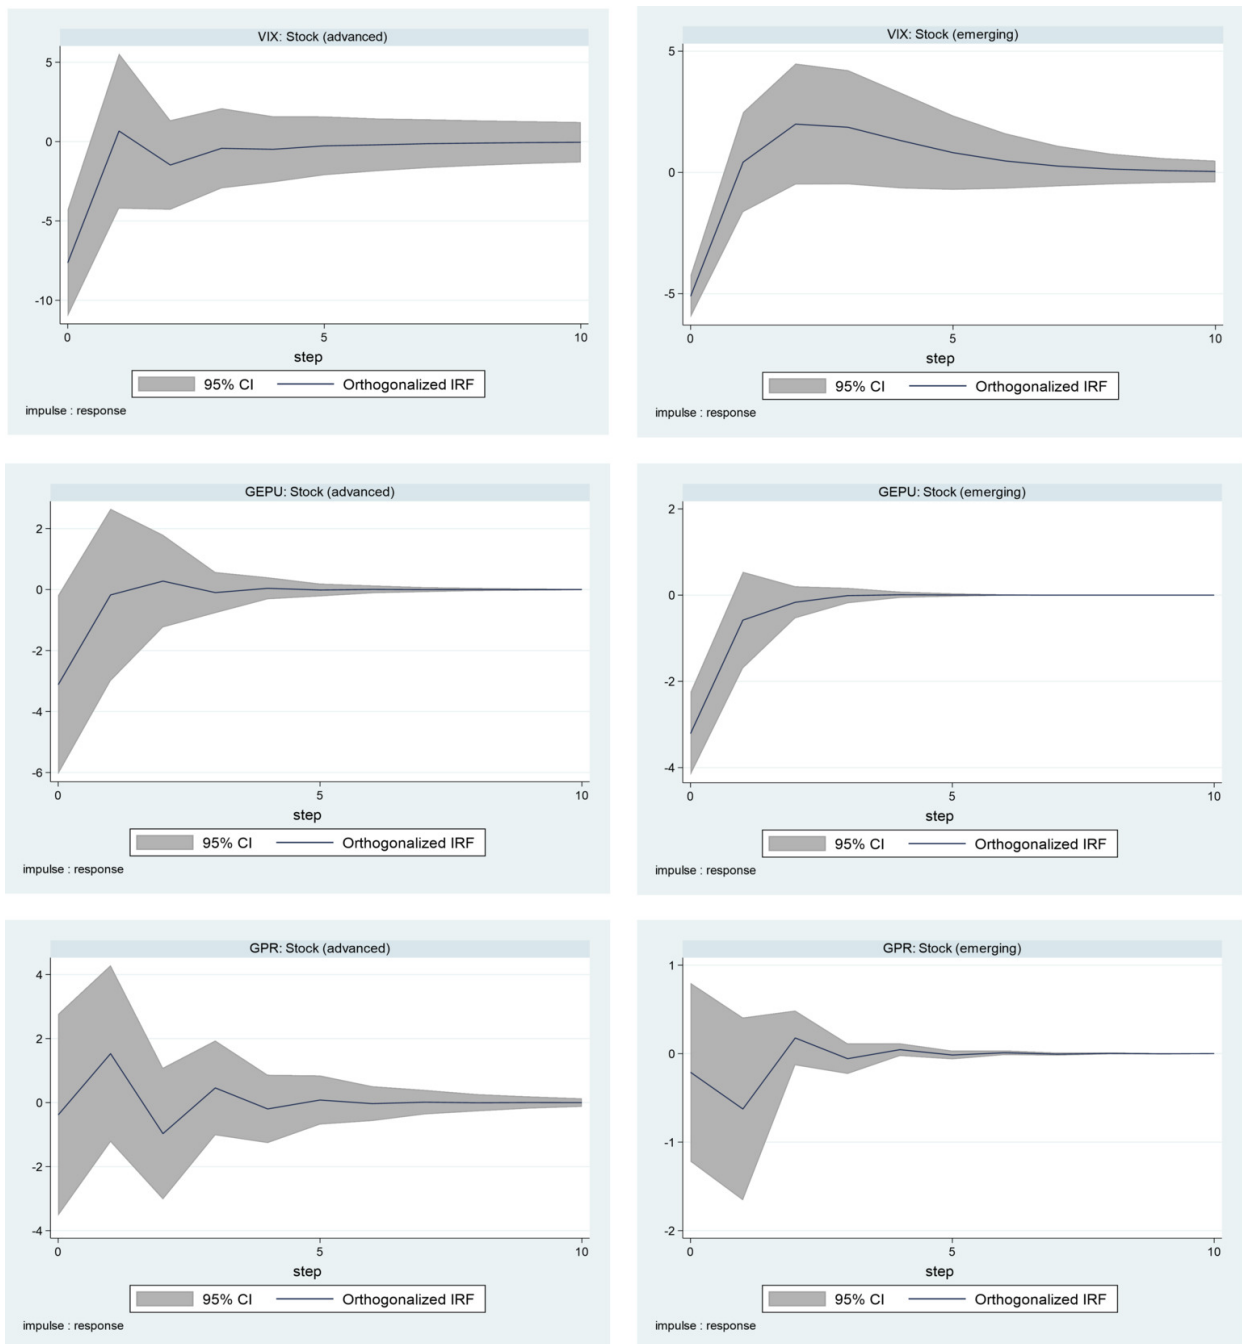 VIX: Stock (advanced)
5
0
-5
-10
0
5
10
step
95% CI
Orthogonalized IRF
impulse : response
VIX: Stock (emerging)
5
0
-5
0
5
10
step
95% CI
Orthogonalized IRF
impulse : response
GEPU: Stock (advanced)
2
0
-2
-4
-6
0
5
10
step
95% CI
Orthogonalized IRF
impulse : response
GEPU: Stock (emerging)
2
0
-2
-4
0
5
10
step
95% CI
Orthogonalized IRF
impulse : response
GPR: Stock (advanced)
4
2
0
-2
-4
0
5
10
step
95% CI
Orthogonalized IRF
impulse : response
GPR: Stock (emerging)
1
0
-1
-2
0
5
10
step
95% CI
Orthogonalized IRF
impulse : response